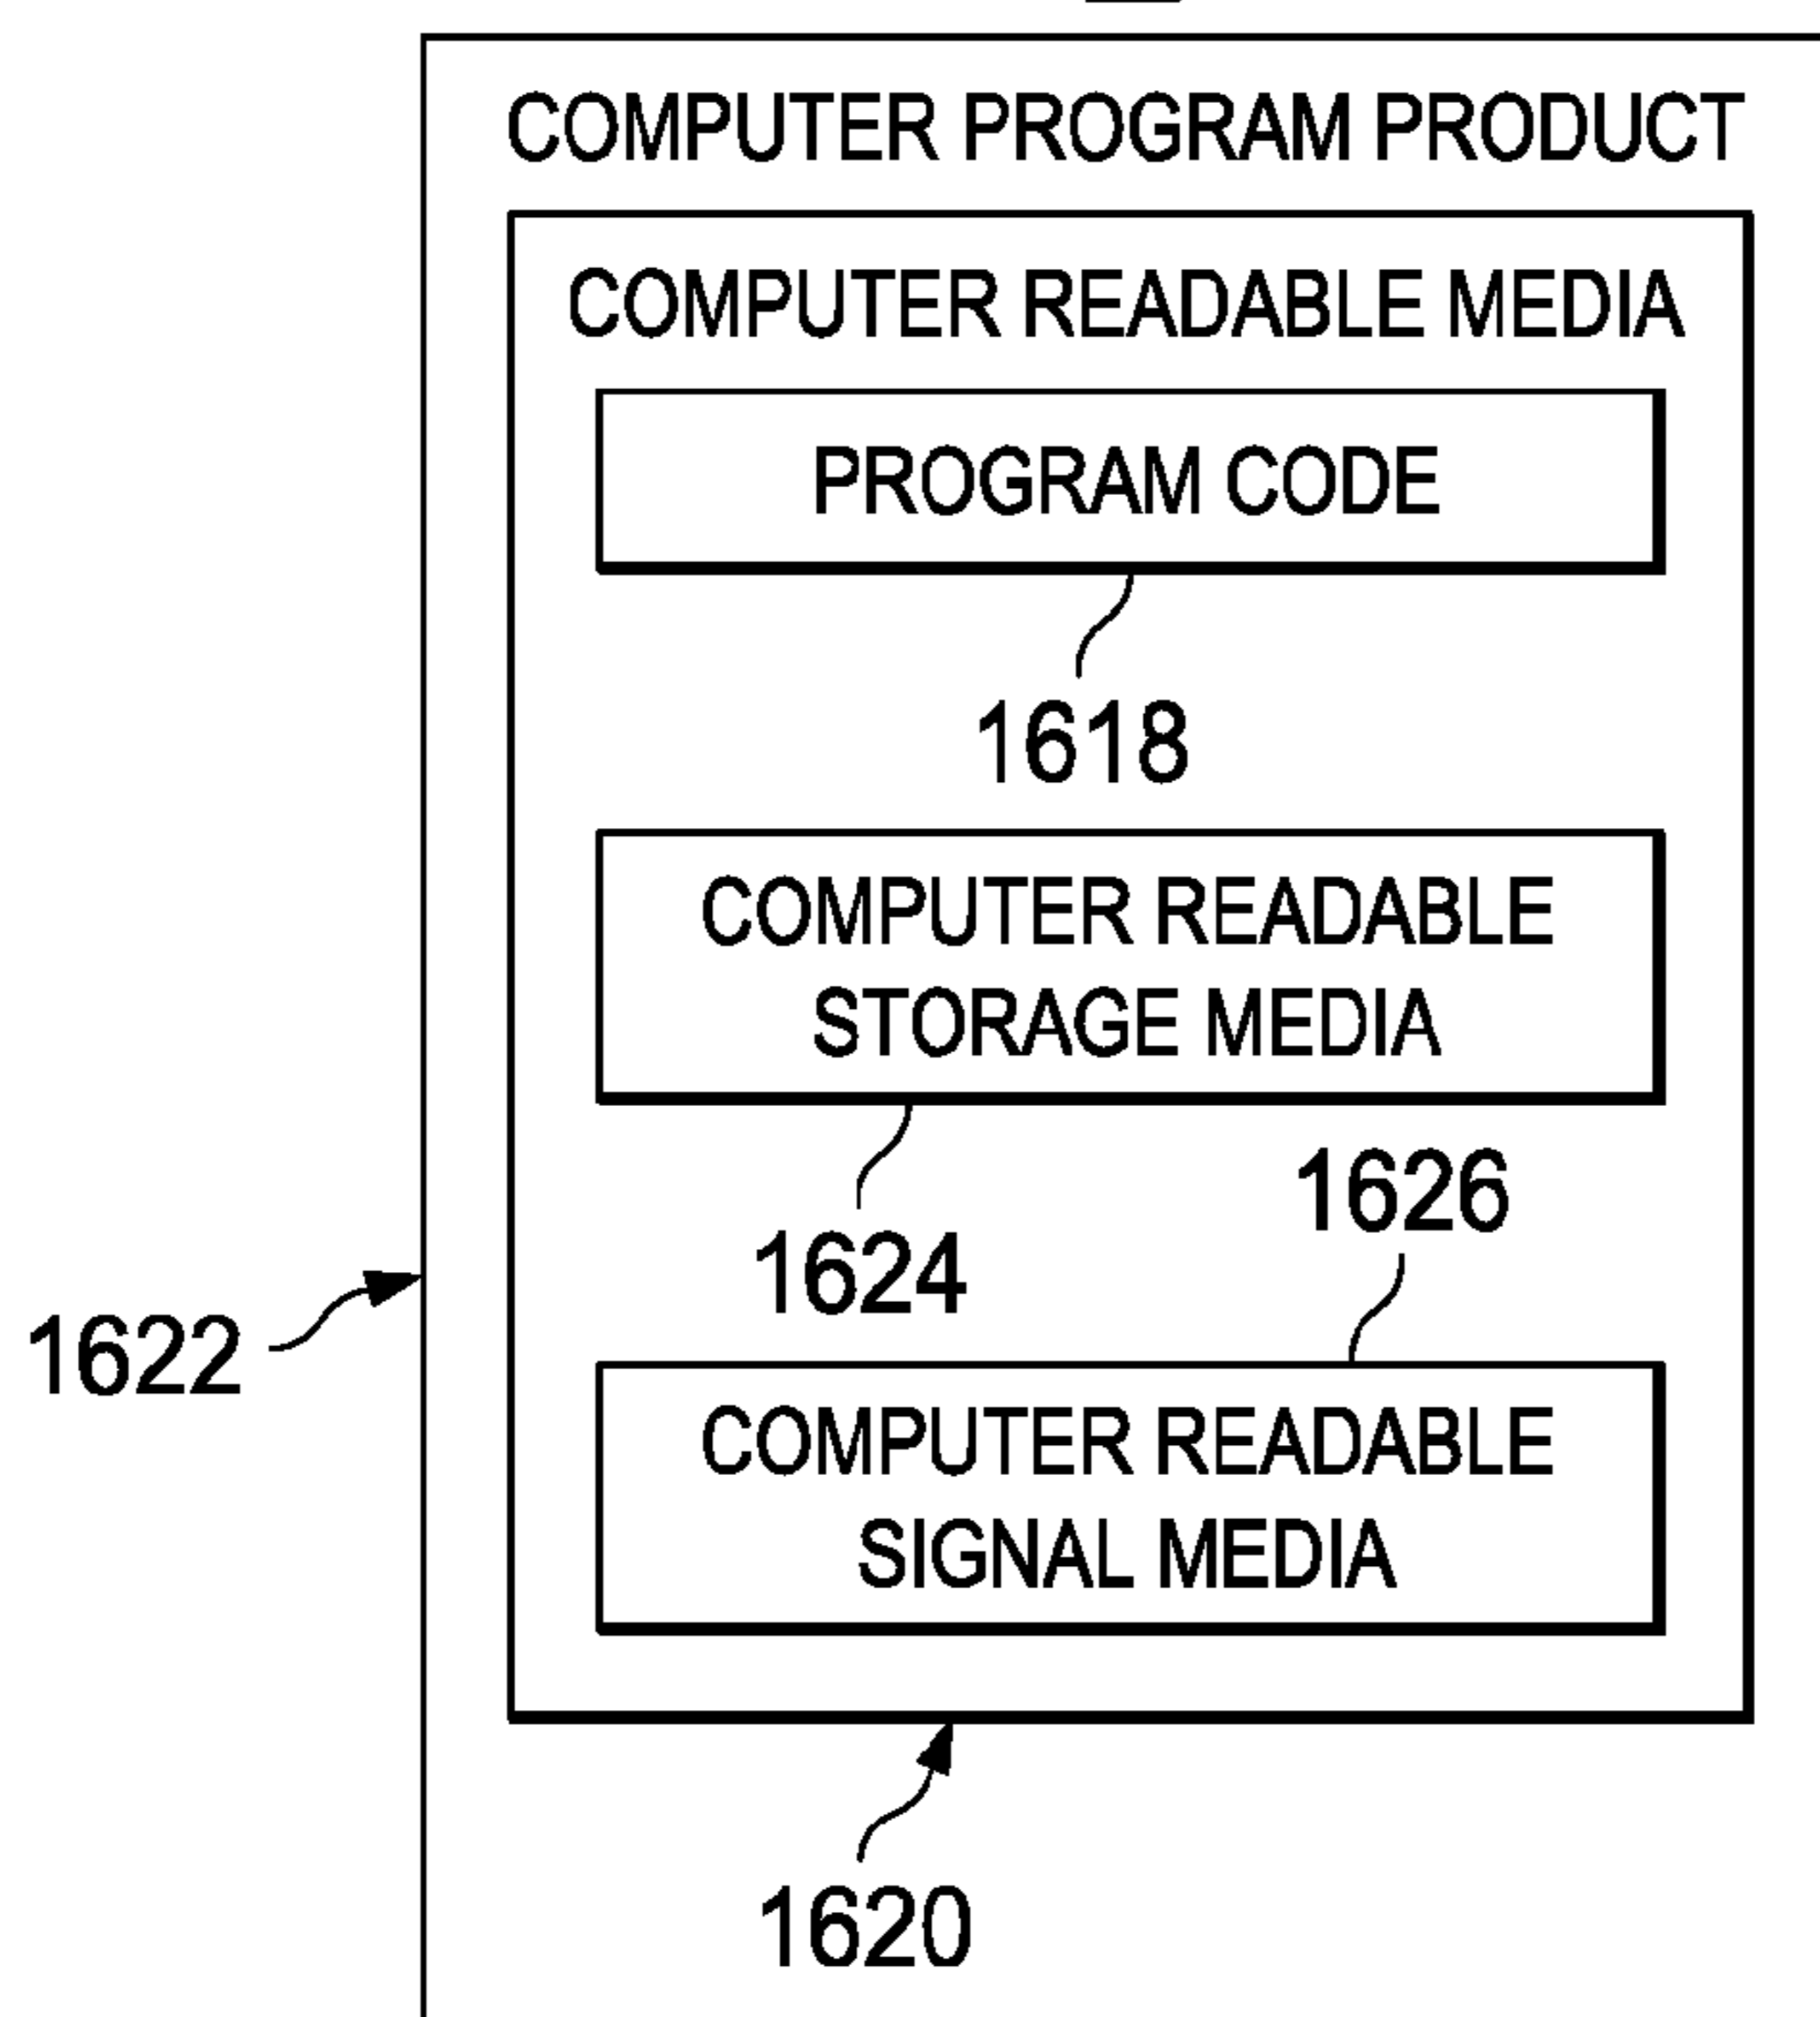 COMPUTER PROGRAM PRODUCT
COMPUTER READABLE MEDIA
PROGRAM CODE
1618
COMPUTER READABLE
STORAGE MEDIA
1626
1624
1622
COMPUTER READABLE
SIGNAL MEDIA
1620